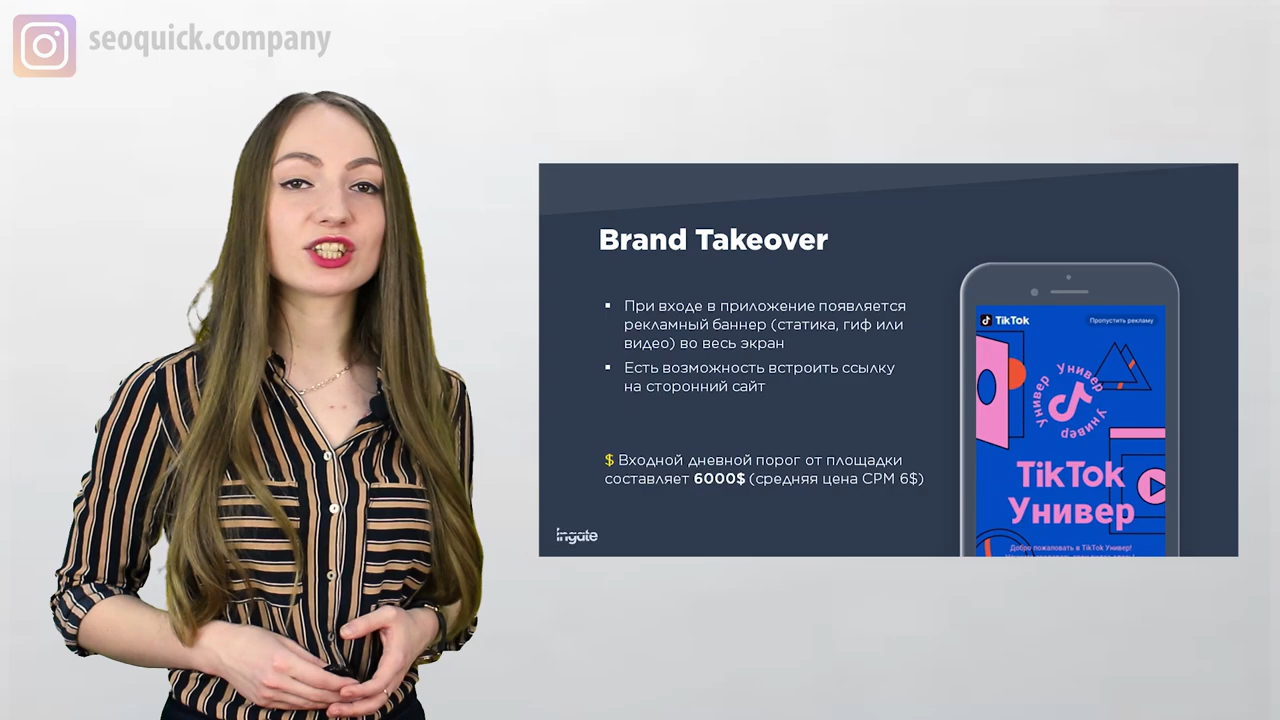 seoquick.company
Brand Takeover
При входе в приложение появляется
рекламный баннер (статика, гиф или
видео) во весь экран
Есть возможность встроить ссылку
на сторонний сайт
$ Входной дневной порог от площадки
составляет 6000$ (средняя цена CPM 6$)
ingate
TikTok
Пропустить рекламу
Универ Универ Универ Универ
TikTok
Универ
Добро пожаловать в TikTok Универ!